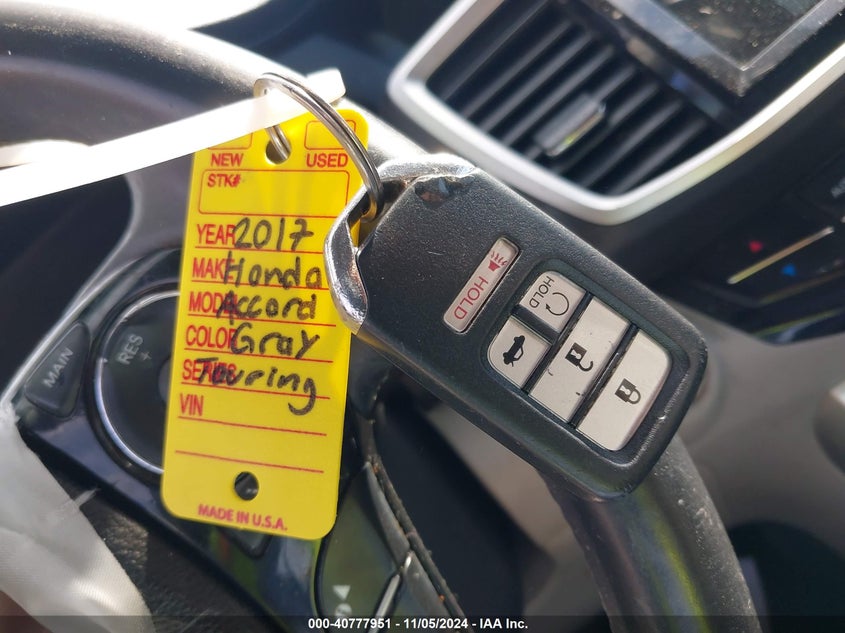 NEW USED
STK#
YEAR 2017
MAKE Honda
MODEL Accord
COLOR Gray
SERIES Touring
VIN
MADE IN U.S.A.
HOLD
HOLD
MAIN
RES
000-40777951 - 11/05/2024 - IAA Inc.